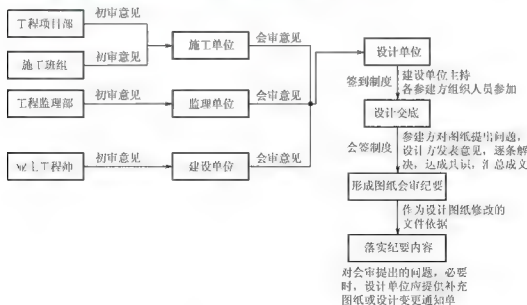 工程项目部
初审意见
施工班组
初审意见
施工单位
会审意见
工程监理部
初审意见
监理单位
会审意见
业主工程师
初审意见
建设单位
会审意见
设计单位
签到制度
建设单位主持
各参建方组织人员参加
设计交底
会签制度
参建方对图纸提出问题,
设计方发表意见,逐条解
决,达成共识,汇总成文
形成图纸会审纪要
作为设计图纸修改的
文件依据
落实纪要内容
对会审提出的问题,必要
时,设计单位应提供补充
图纸或设计变更通知单